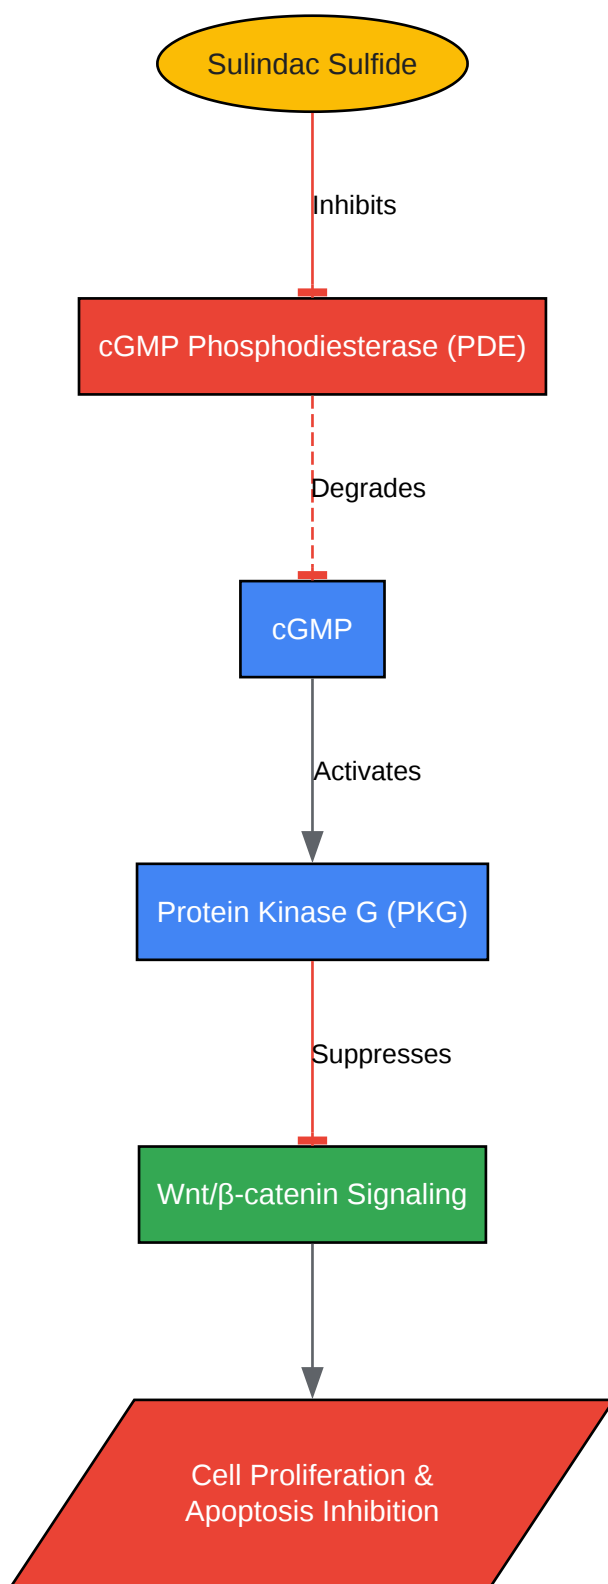 Sulindac Sulfide
Inhibits
cGMP Phosphodiesterase (PDE)
Degrades
cGMP
Activates
Protein Kinase G (PKG)
Suppresses
Wnt/β-catenin Signaling
Cell Proliferation &
Apoptosis Inhibition